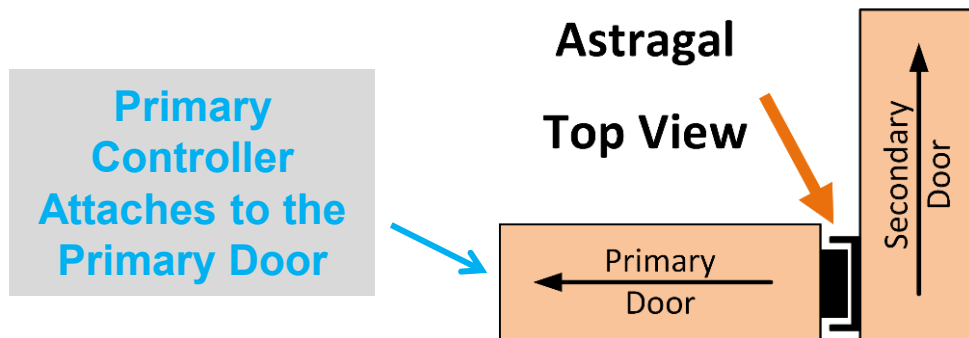 Primary
Controller
Attaches to the
Primary Door
Astragal
Top View
Primary
Door
Secondary
Door